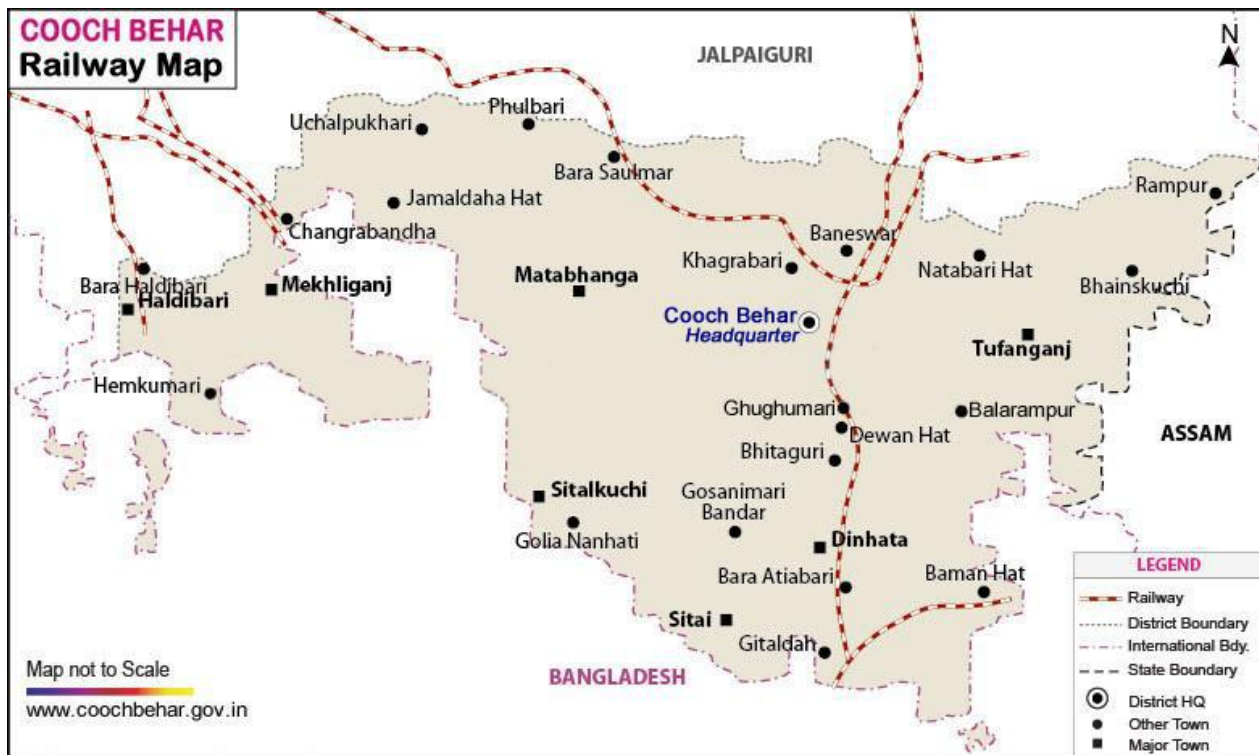 COOCH BEHAR
Railway Map
JALPAIGURI
N
Phulbari
Uchalpukhari
Bara Saulmar
Rampur
Jamaldaha Hat
Changrabandha
Baneswar
Khagrabari
Natabari Hat
Bhainskuchi
Bara Haldibari
Haldibari
Mekhliganj
Matabhanga
Cooch Behar
Headquarter
Tufanganj
Hemkumari
Ghughumari
Balarampur
Dewan Hat
ASSAM
Bhitaguri
Sitalkuchi
Gosanimari
Bandar
Golia Nanhati
Dinhata
Bara Atiabari
Baman Hat
Sitai
Gitaldah
BANGLADESH
Map not to Scale
www.coochbehar.gov.in
LEGEND
Railway
District Boundary
International Bdy.
State Boundary
District HQ
Other Town
Major Town